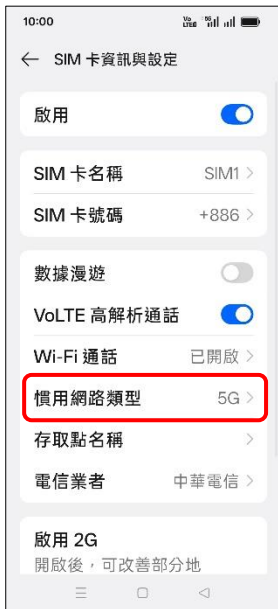 10:00 Vo LTE 5G
← SIM 卡資訊與設定
啟用
SIM 卡名稱 SIM1 >
SIM 卡號碼 +886 >
數據漫遊
VoLTE 高解析通話
Wi-Fi 通話 已開啟 >
慣用網路類型 5G >
存取點名稱 >
電信業者 中華電信 >
啟用 2G
開啟後，可改善部分地